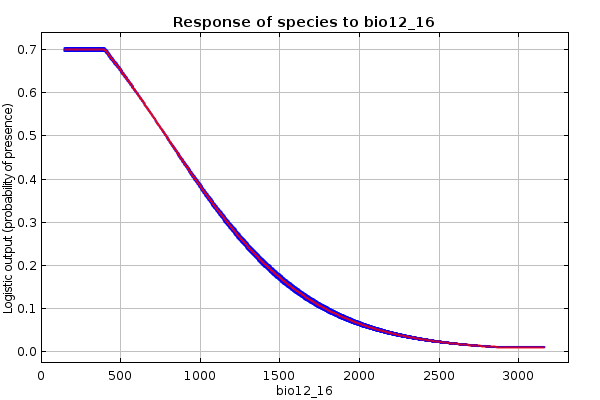 Response of species to bio12_16
Logistic output (probability of presence)
0.7
0.6
0.5
0.4
0.3
0.2
0.1
0.0
0 500 1000 1500 2000 2500 3000
bio12_16